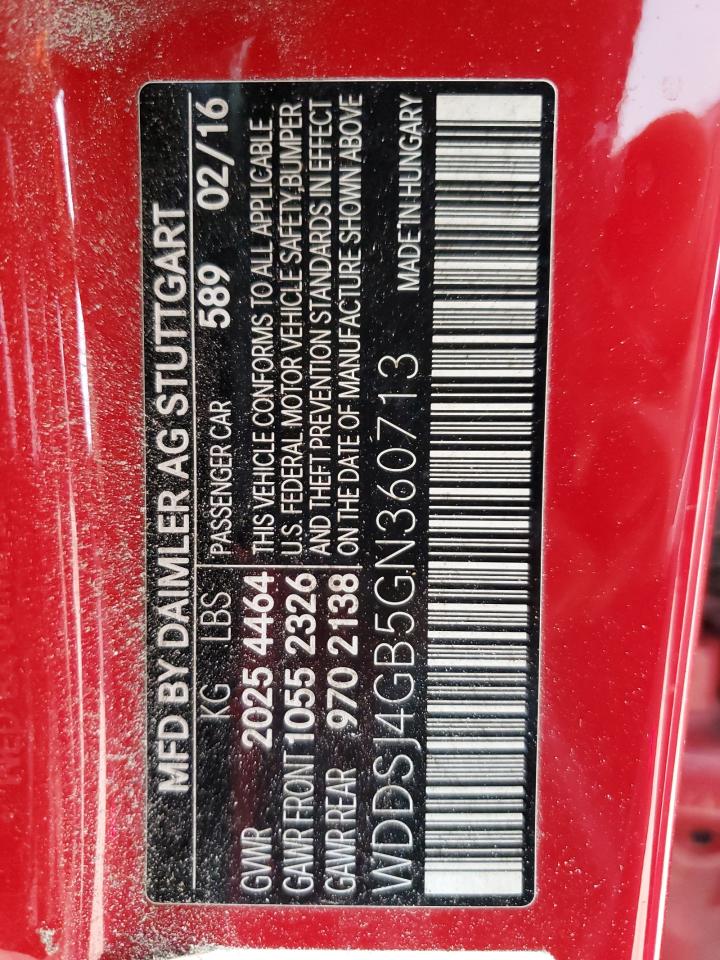 MFD BY DAIMLER AG STUTTGART
KG LBS PASSENGER CAR 589 02/16
GVWR 2025 4464 THIS VEHICLE CONFORMS TO ALL APPLICABLE
GAWR FRONT 1055 2326 U.S. FEDERAL MOTOR VEHICLE SAFETY,BUMPER
AND THEFT PREVENTION STANDARDS IN EFFECT
GAWR REAR 970 2138 ON THE DATE OF MANUFACTURE SHOWN ABOVE
WDDSJ4GB5GN360713 MADE IN HUNGARY